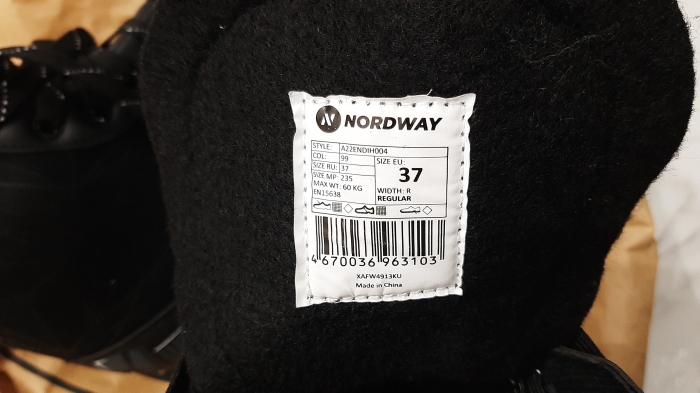 N NORDWAY
STYLE: A22ENDIH004
COL: 99
SIZE RU: 37
SIZE MP: 235
MAX WT: 60 KG
EN15638
SIZE EU:
37
WIDTH: R
REGULAR
4 670036 963103
XAFW4913KU
Made in China